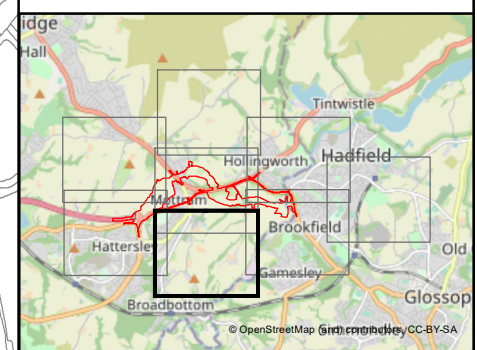 idge
Hall
Tintwistle
Hollingworth
Hadfield
Mottram
Brookfield
Hattersley
Old
Gamesley
Broadbottom
Glossop
© OpenStreetMap (and) contributors, CC-BY-SA